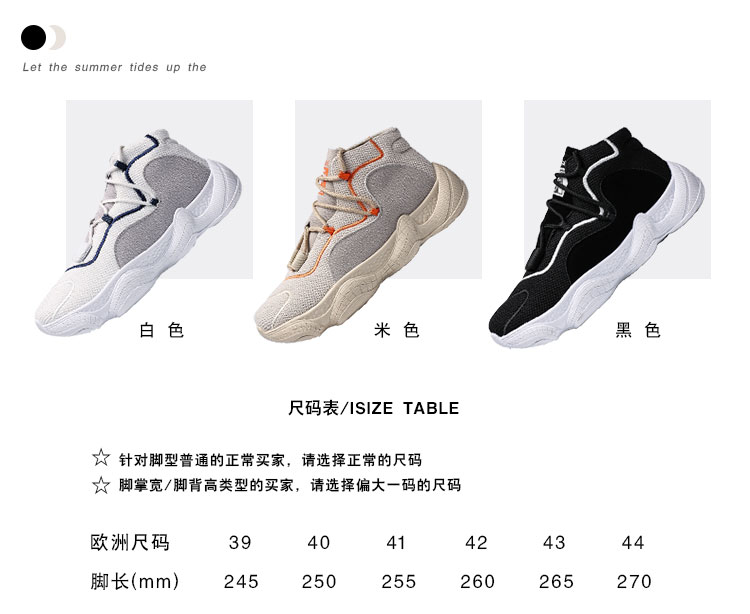 Let the summer tides up the
白 色
米 色
黑 色
尺码表/ISIZE TABLE
☆ 针对脚型普通的正常买家，请选择正常的尺码
☆ 脚掌宽/脚背高类型的买家，请选择偏大一码的尺码
欧洲尺码 39 40 41 42 43 44
脚长(mm) 245 250 255 260 265 270